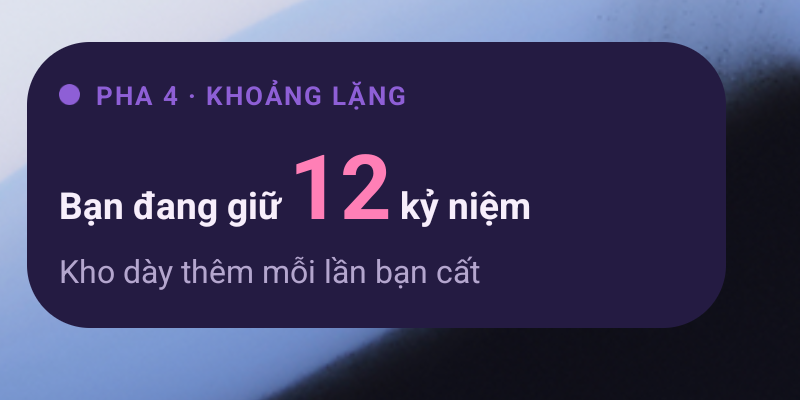 PHA 4 · KHOẢNG LẶNG
Bạn đang giữ 12 kỷ niệm
Kho dày thêm mỗi lần bạn cất